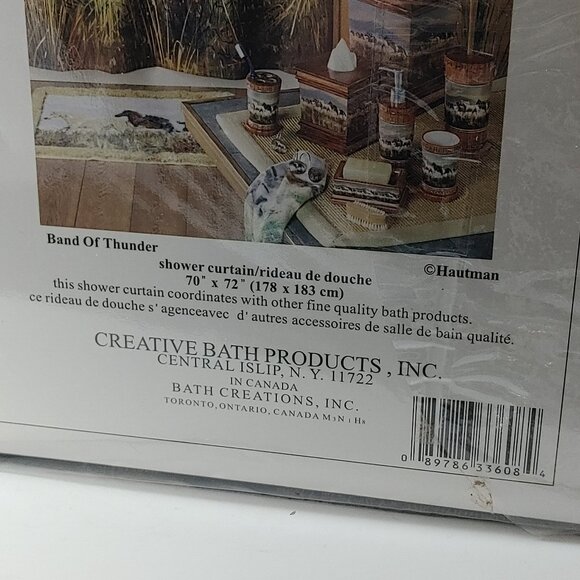 Band Of Thunder
©Hautman
shower curtain/rideau de douche
70" x 72" (178 x 183 cm)
this shower curtain coordinates with other fine quality bath products.
ce rideau de douche s' agenceavec d' autres accessoires de salle de bain qualité.
CREATIVE BATH PRODUCTS , INC.
CENTRAL ISLIP, N. Y. 11722
IN CANADA
BATH CREATIONS, INC.
TORONTO, ONTARIO, CANADA M3N 1H8
0 89786 33608 4